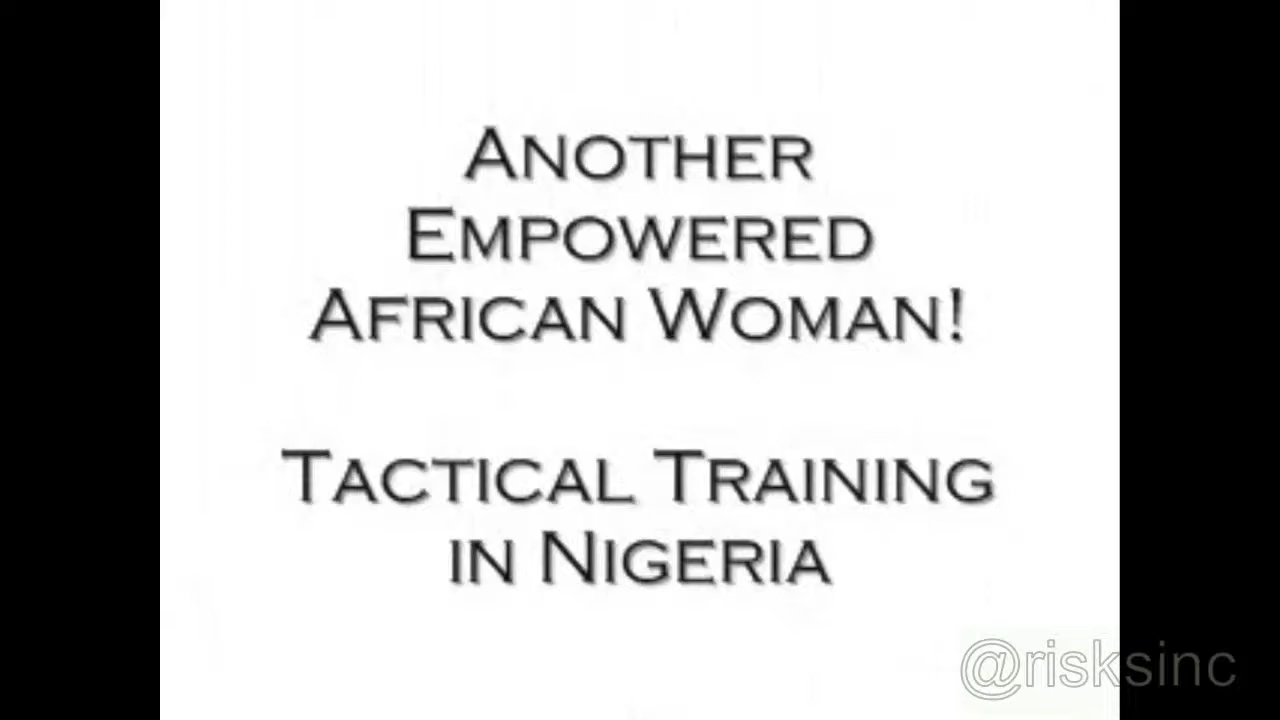 Another
Empowered
African Woman!
Tactical Training
in Nigeria
@risksinc